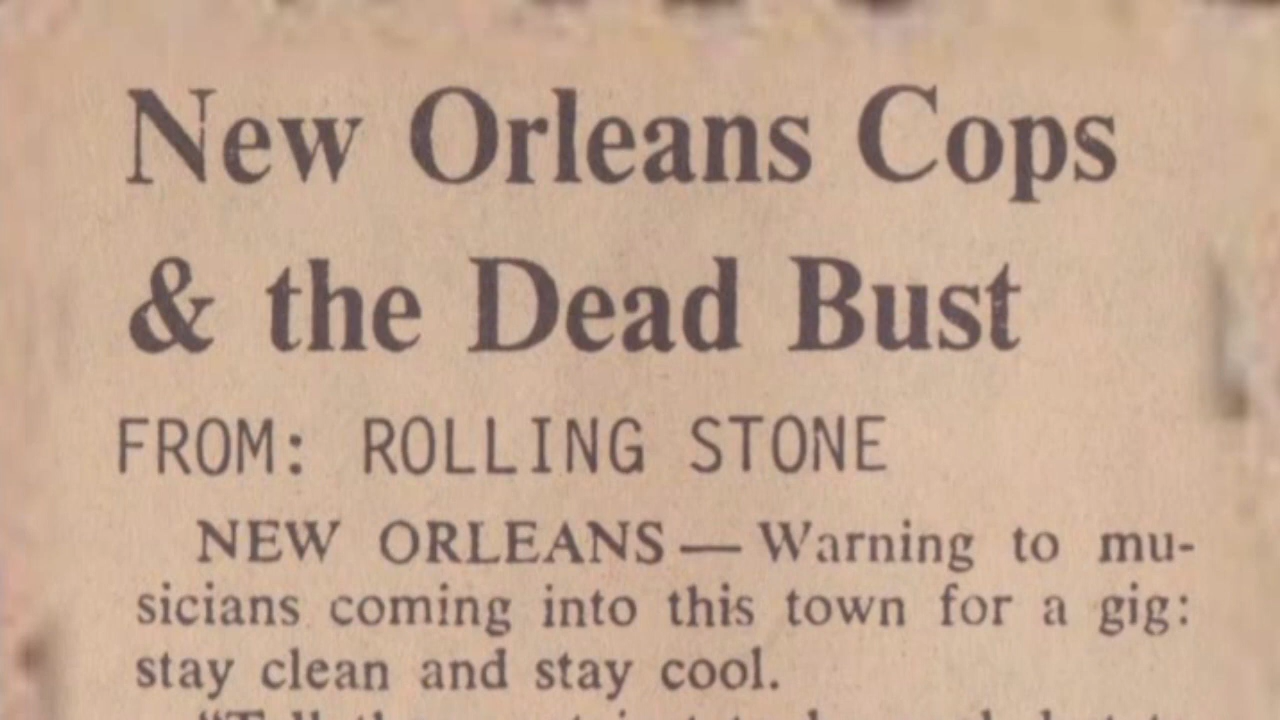 New Orleans Cops
& the Dead Bust
FROM: ROLLING STONE
NEW ORLEANS — Warning to mu-
sicians coming into this town for a gig:
stay clean and stay cool.